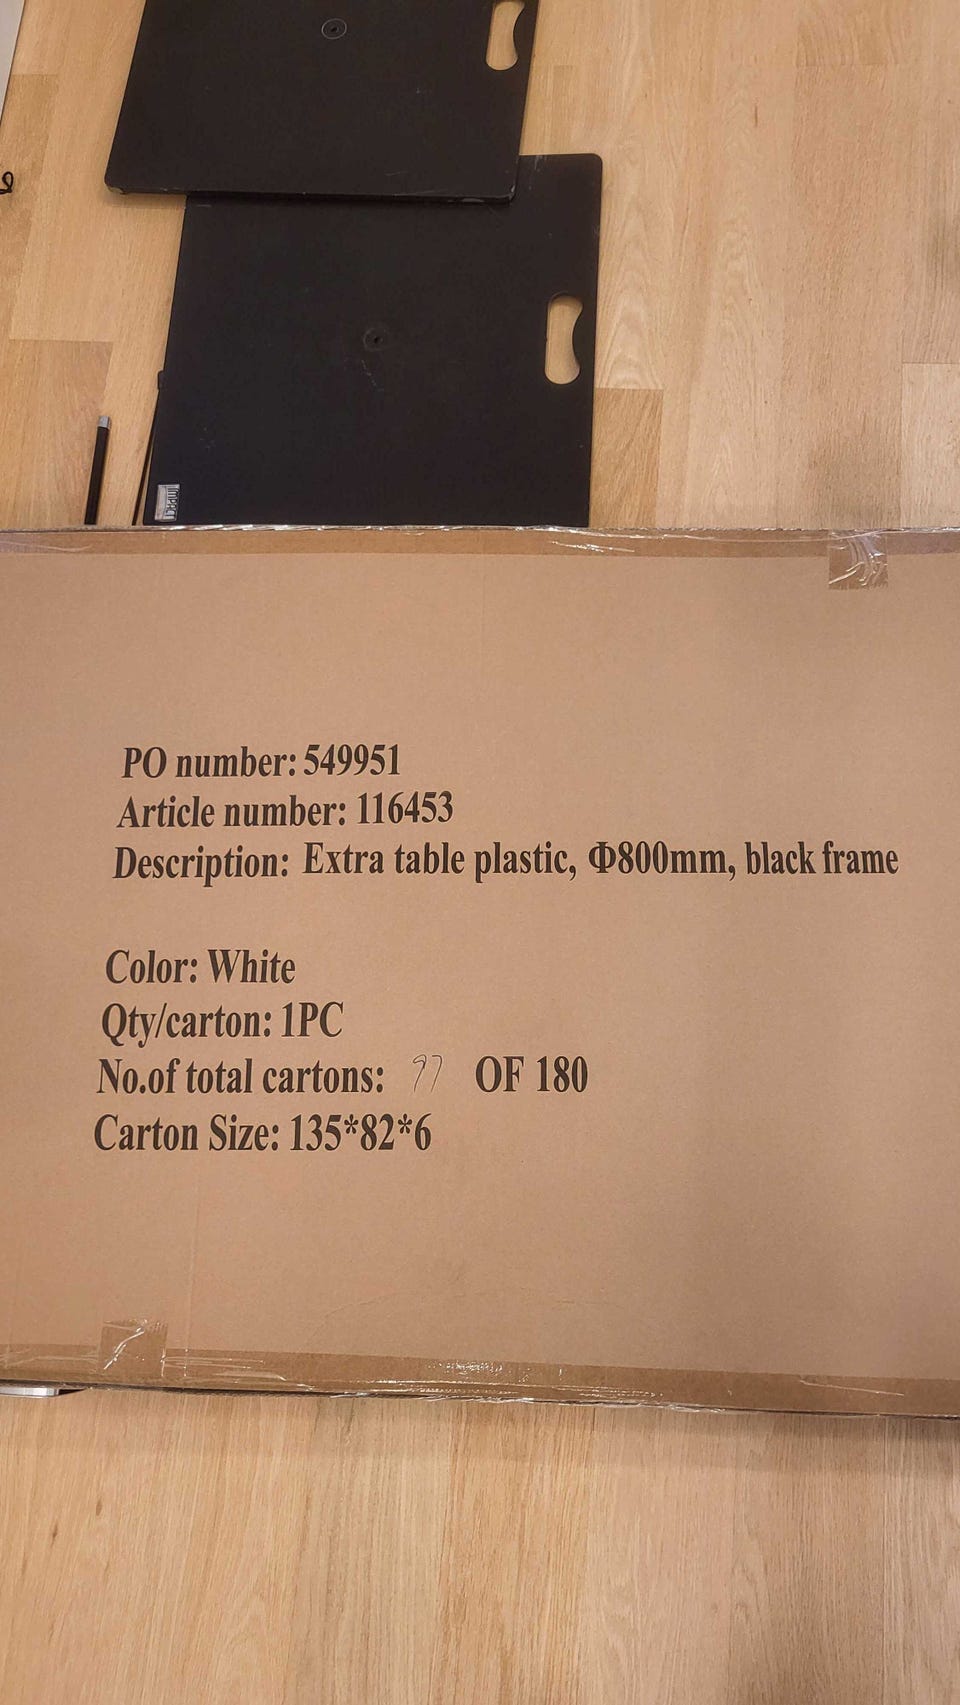 PO number: 549951
Article number: 116453
Description: Extra table plastic, Φ800mm, black frame
Color: White
Qty/carton: 1PC
No.of total cartons: 97 OF 180
Carton Size: 135*82*6